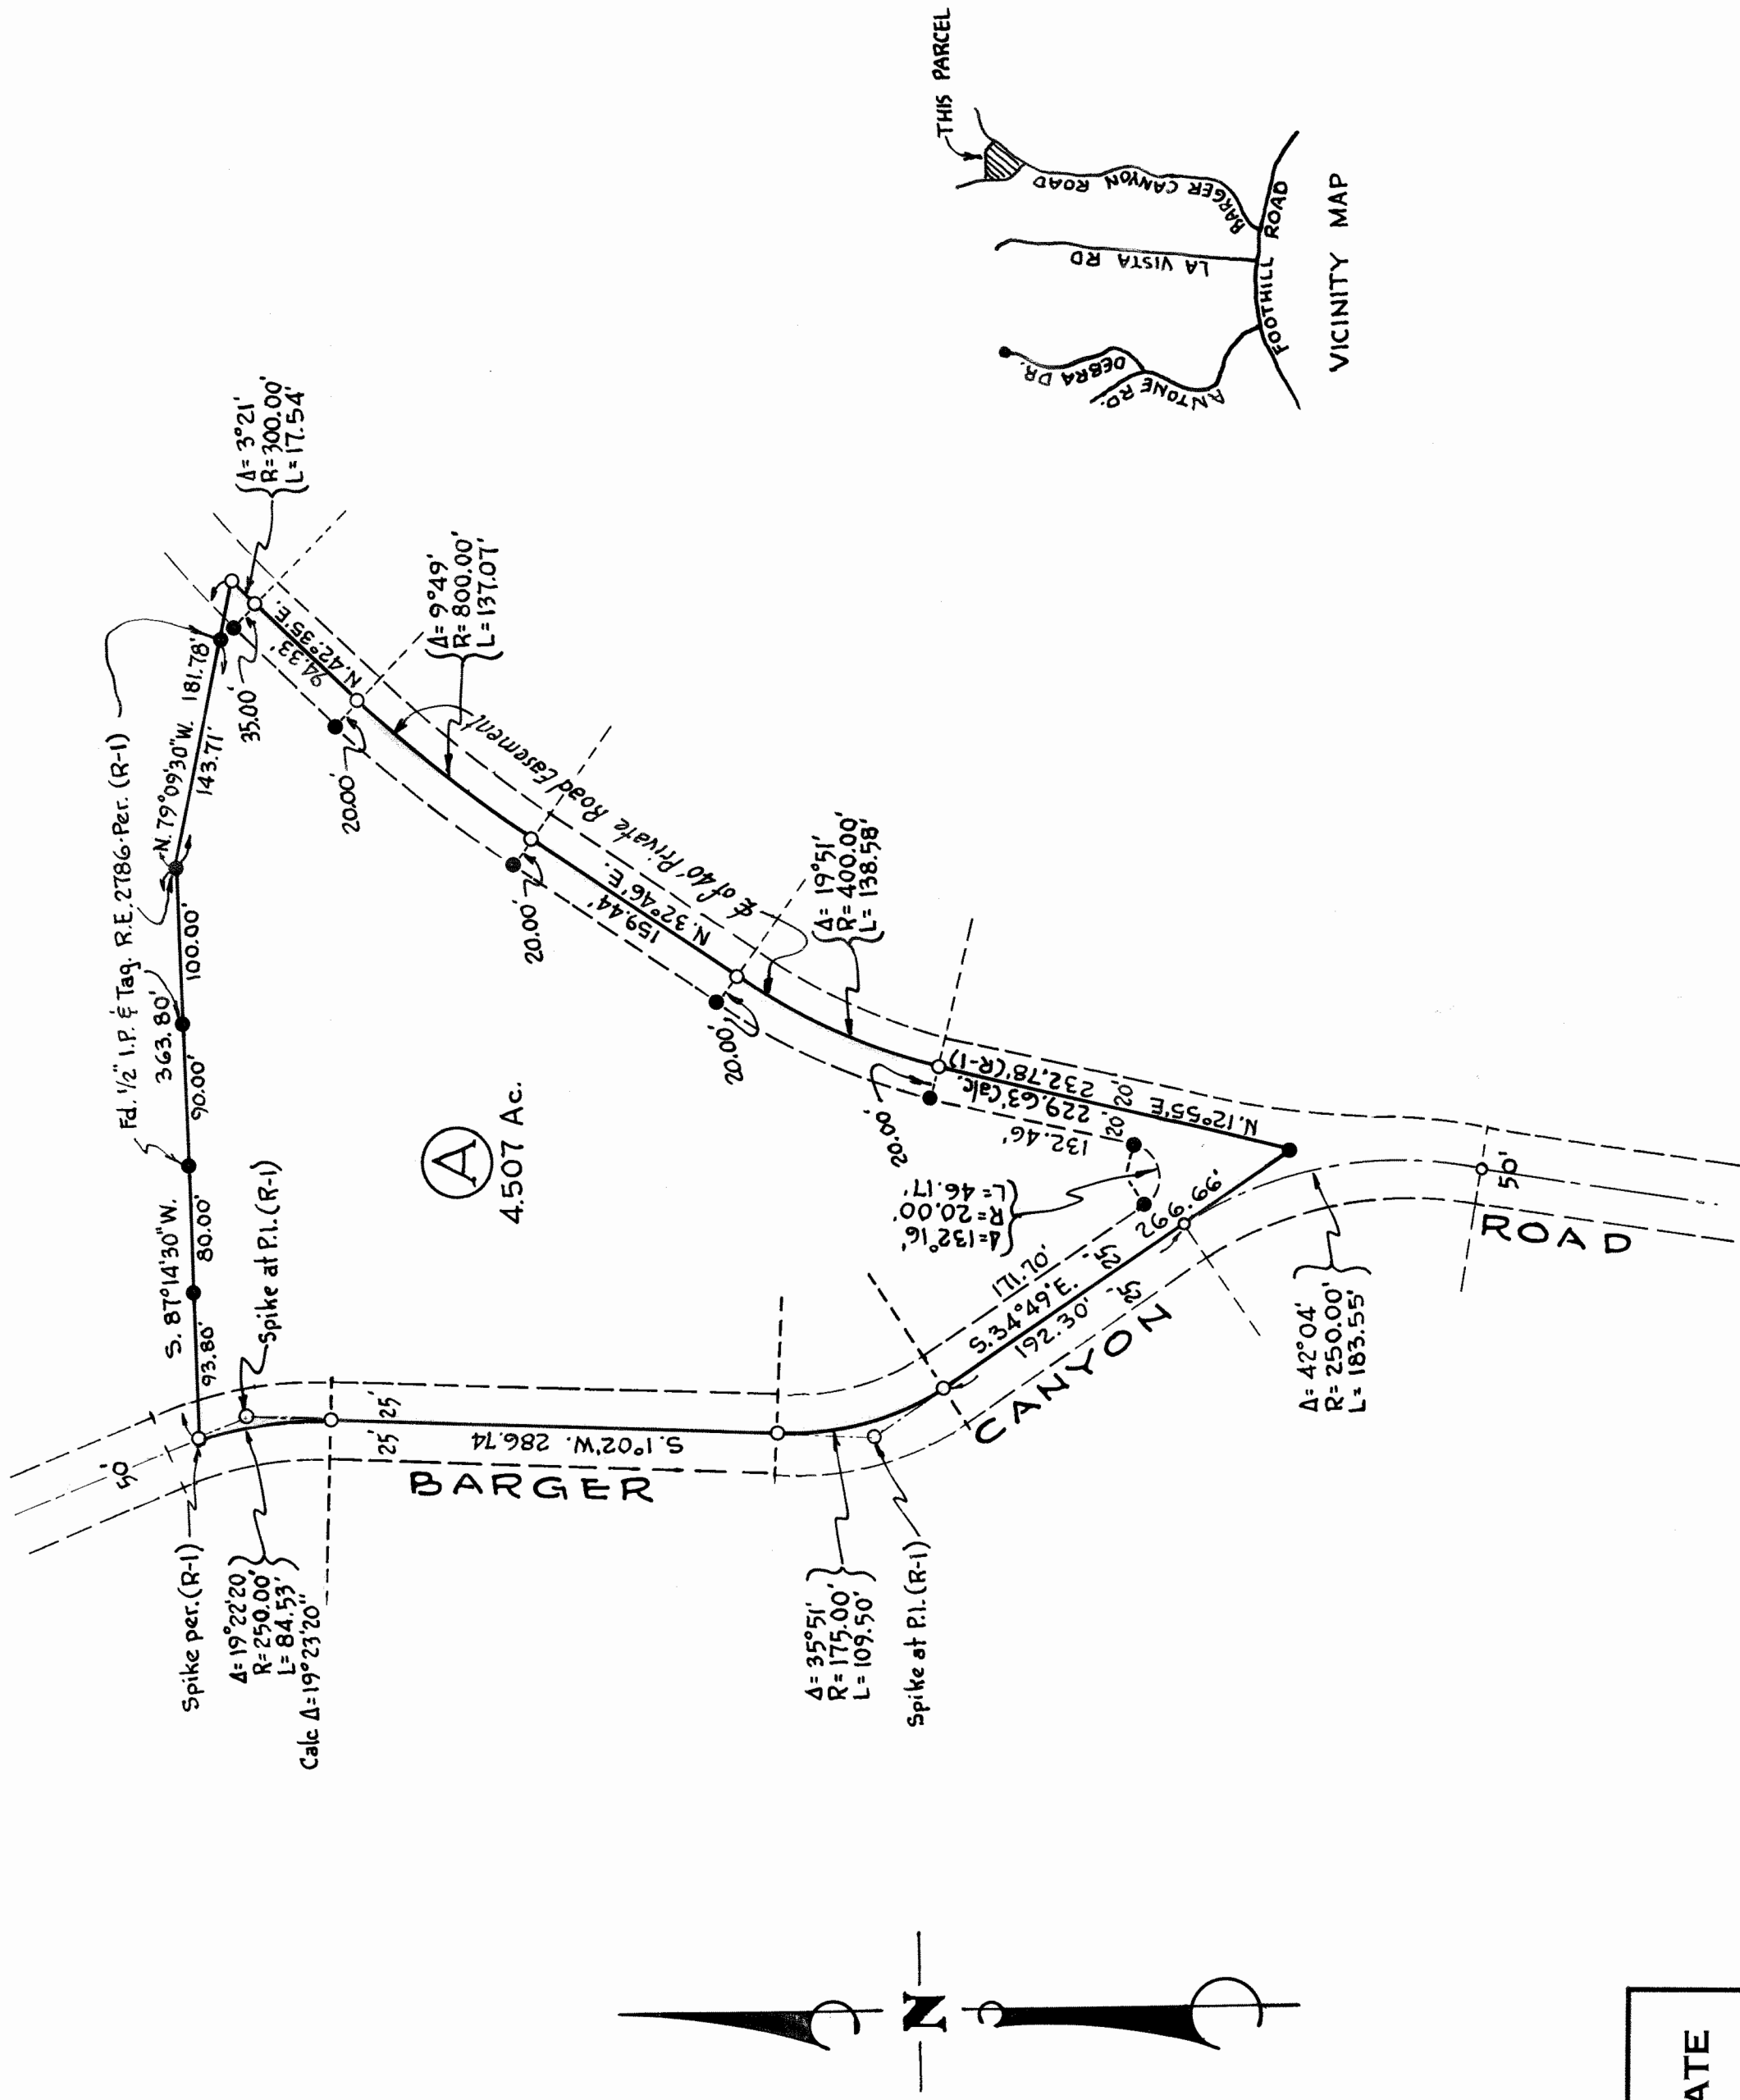 Fd. 1/2" I.P. & Tag. R.E. 2786-Per. (R-1)
S. 87°14'30"W.
363.80'
93.80'
80.00'
90.00'
100.00'
N. 79°09'30"W. 181.78'
143.71'
35.00'
Δ= 3°21'
R=300.00'
L=17.54'
N. 42°35'E.
94.33'
20.00'
Δ= 9°49'
R=800.00'
L=137.07'
℄ of 40' Private Road Easement
20.00'
N. 32°46'E.
159.44'
20.00'
Δ= 19°51'
R=400.00'
L=138.58'
20.00'
N. 12°55'E
232.78' (R-1)
229.63' Calc.
20'
20'
132.46'
Δ=132°16'
R=20.00'
L=46.17'
171.70'
266.66'
S. 34°49'E.
192.30'
25'
25'
Δ= 42°04'
R=250.00'
L=183.55'
50'
BARGER
CANYON
ROAD
Spike at P.I. (R-1)
Δ= 35°51'
R=175.00'
L=109.50'
S. 1°02'W. 286.74
25'
25'
Spike at P.I. (R-1)
50'
Spike per. (R-1)
Δ=19°22'20"
R=250.00'
L=84.53'
Calc Δ=19°23'20"
A
4.507 Ac.
N
THIS PARCEL
BARGER CANYON ROAD
LA VISTA RD
DEBRA DR.
ANTONE RD.
FOOTHILL ROAD
VICINITY MAP
ATE